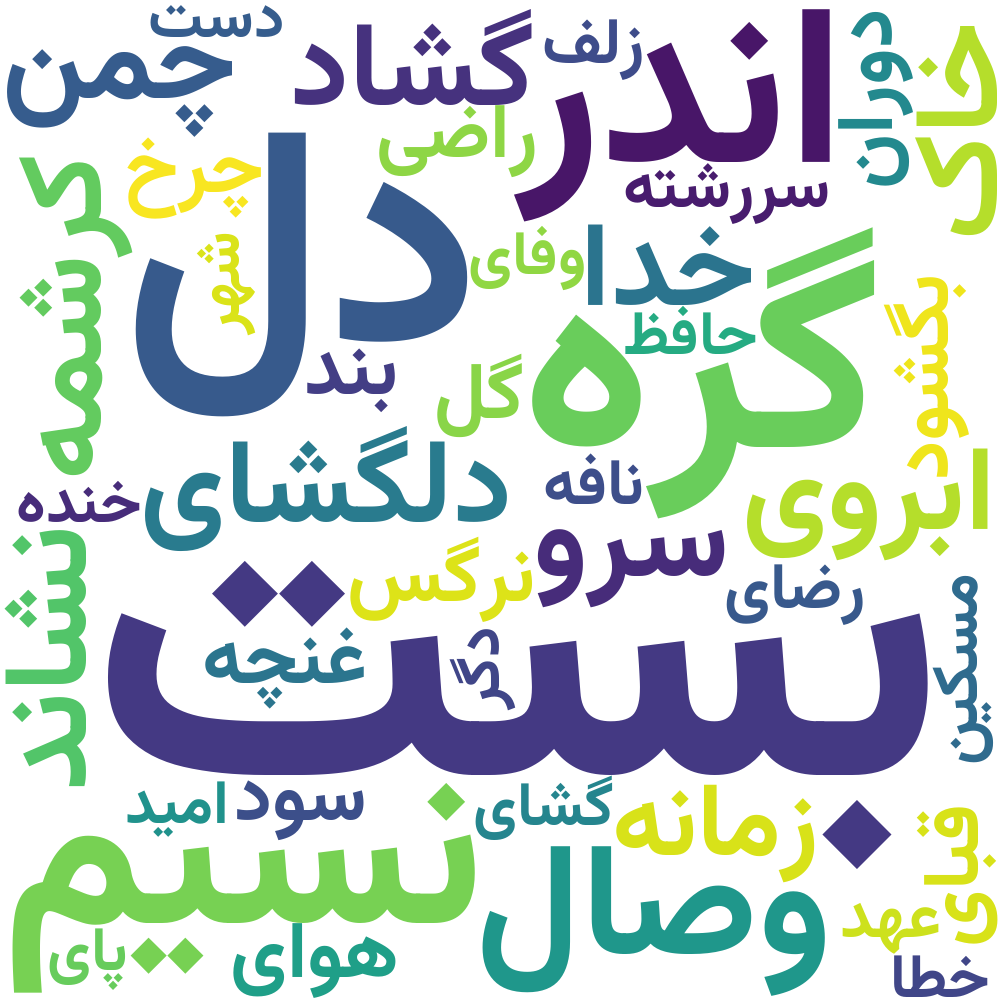 دست
چمن
گشاد
زلف
اندر
دوران
خاک
راضی
چرخ
سررشته
کرشمه
دل
شهر
وفای
خدا
گره
حافظ
بگشود
بند
گل
دلگشای
خنده
نافه
ابروی
سرو
نشاند
نرگس
رضای
بست
غنچه
دگر
مسکین
امید
سود
گشای
زمانه
نسیم
وصال
قبای
عهد
پای
هوای
خطا